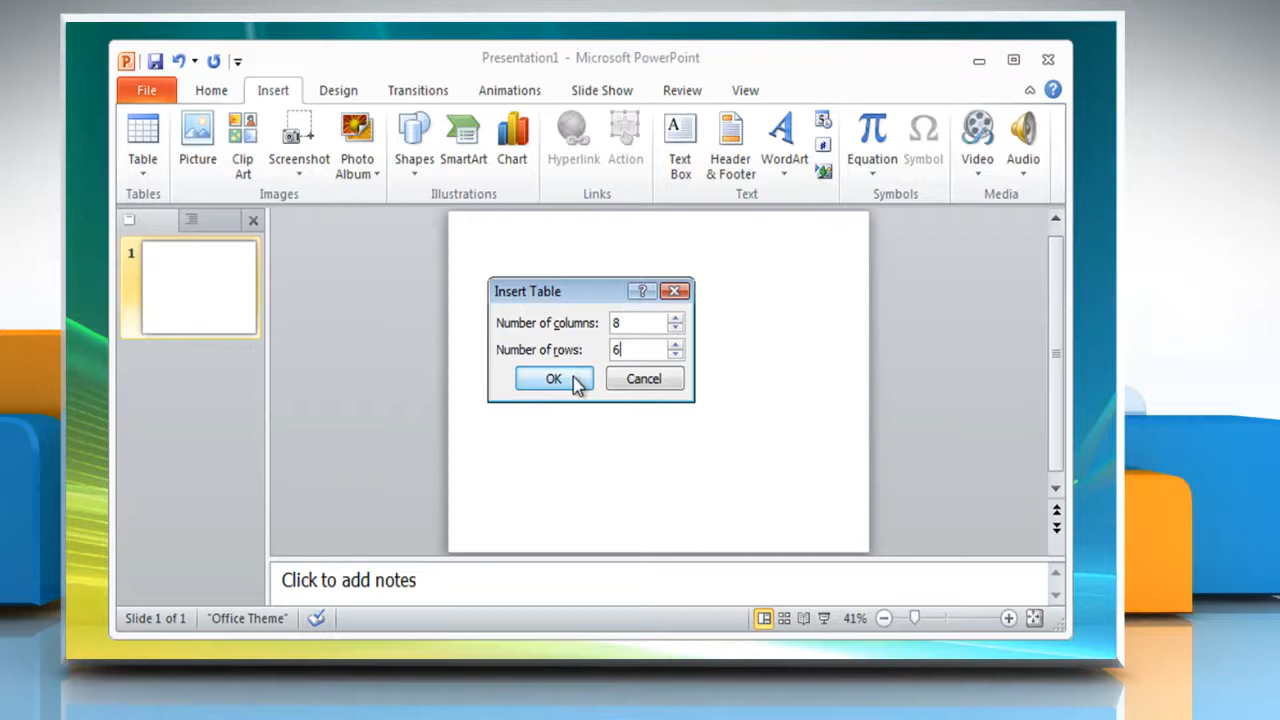 Presentation1 - Microsoft PowerPoint
File Home Insert Design Transitions Animations Slide Show Review View
Table Picture Clip Art Screenshot Photo Album Shapes SmartArt Chart Hyperlink Action Text Box Header & Footer WordArt Equation Symbol Video Audio
Tables Images Illustrations Links Text Symbols Media
1
Insert Table
Number of columns: 8
Number of rows: 6
OK Cancel
Click to add notes
Slide 1 of 1 "Office Theme" 41%